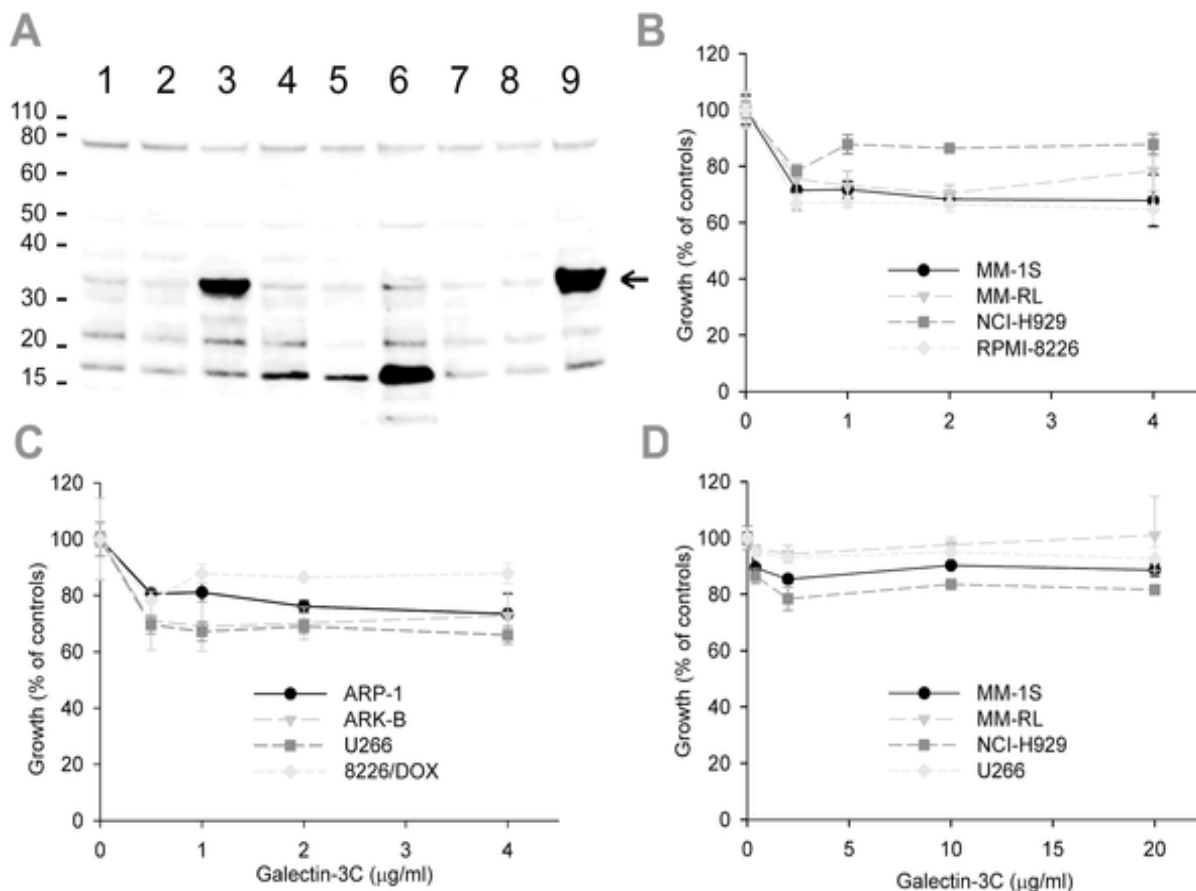 A
1 2 3 4 5 6 7 8 9
110
80
60
50
40
30
20
15
B
120
100
80
60
40
20
0
Growth (% of controls)
MM-1S
MM-RL
NCI-H929
RPMI-8226
0 1 2 3 4
C
120
100
80
60
40
20
0
Growth (% of controls)
ARP-1
ARK-B
U266
8226/DOX
0 1 2 3 4
Galectin-3C (μg/ml)
D
120
100
80
60
40
20
0
Growth (% of controls)
MM-1S
MM-RL
NCI-H929
U266
0 5 10 15 20
Galectin-3C (μg/ml)